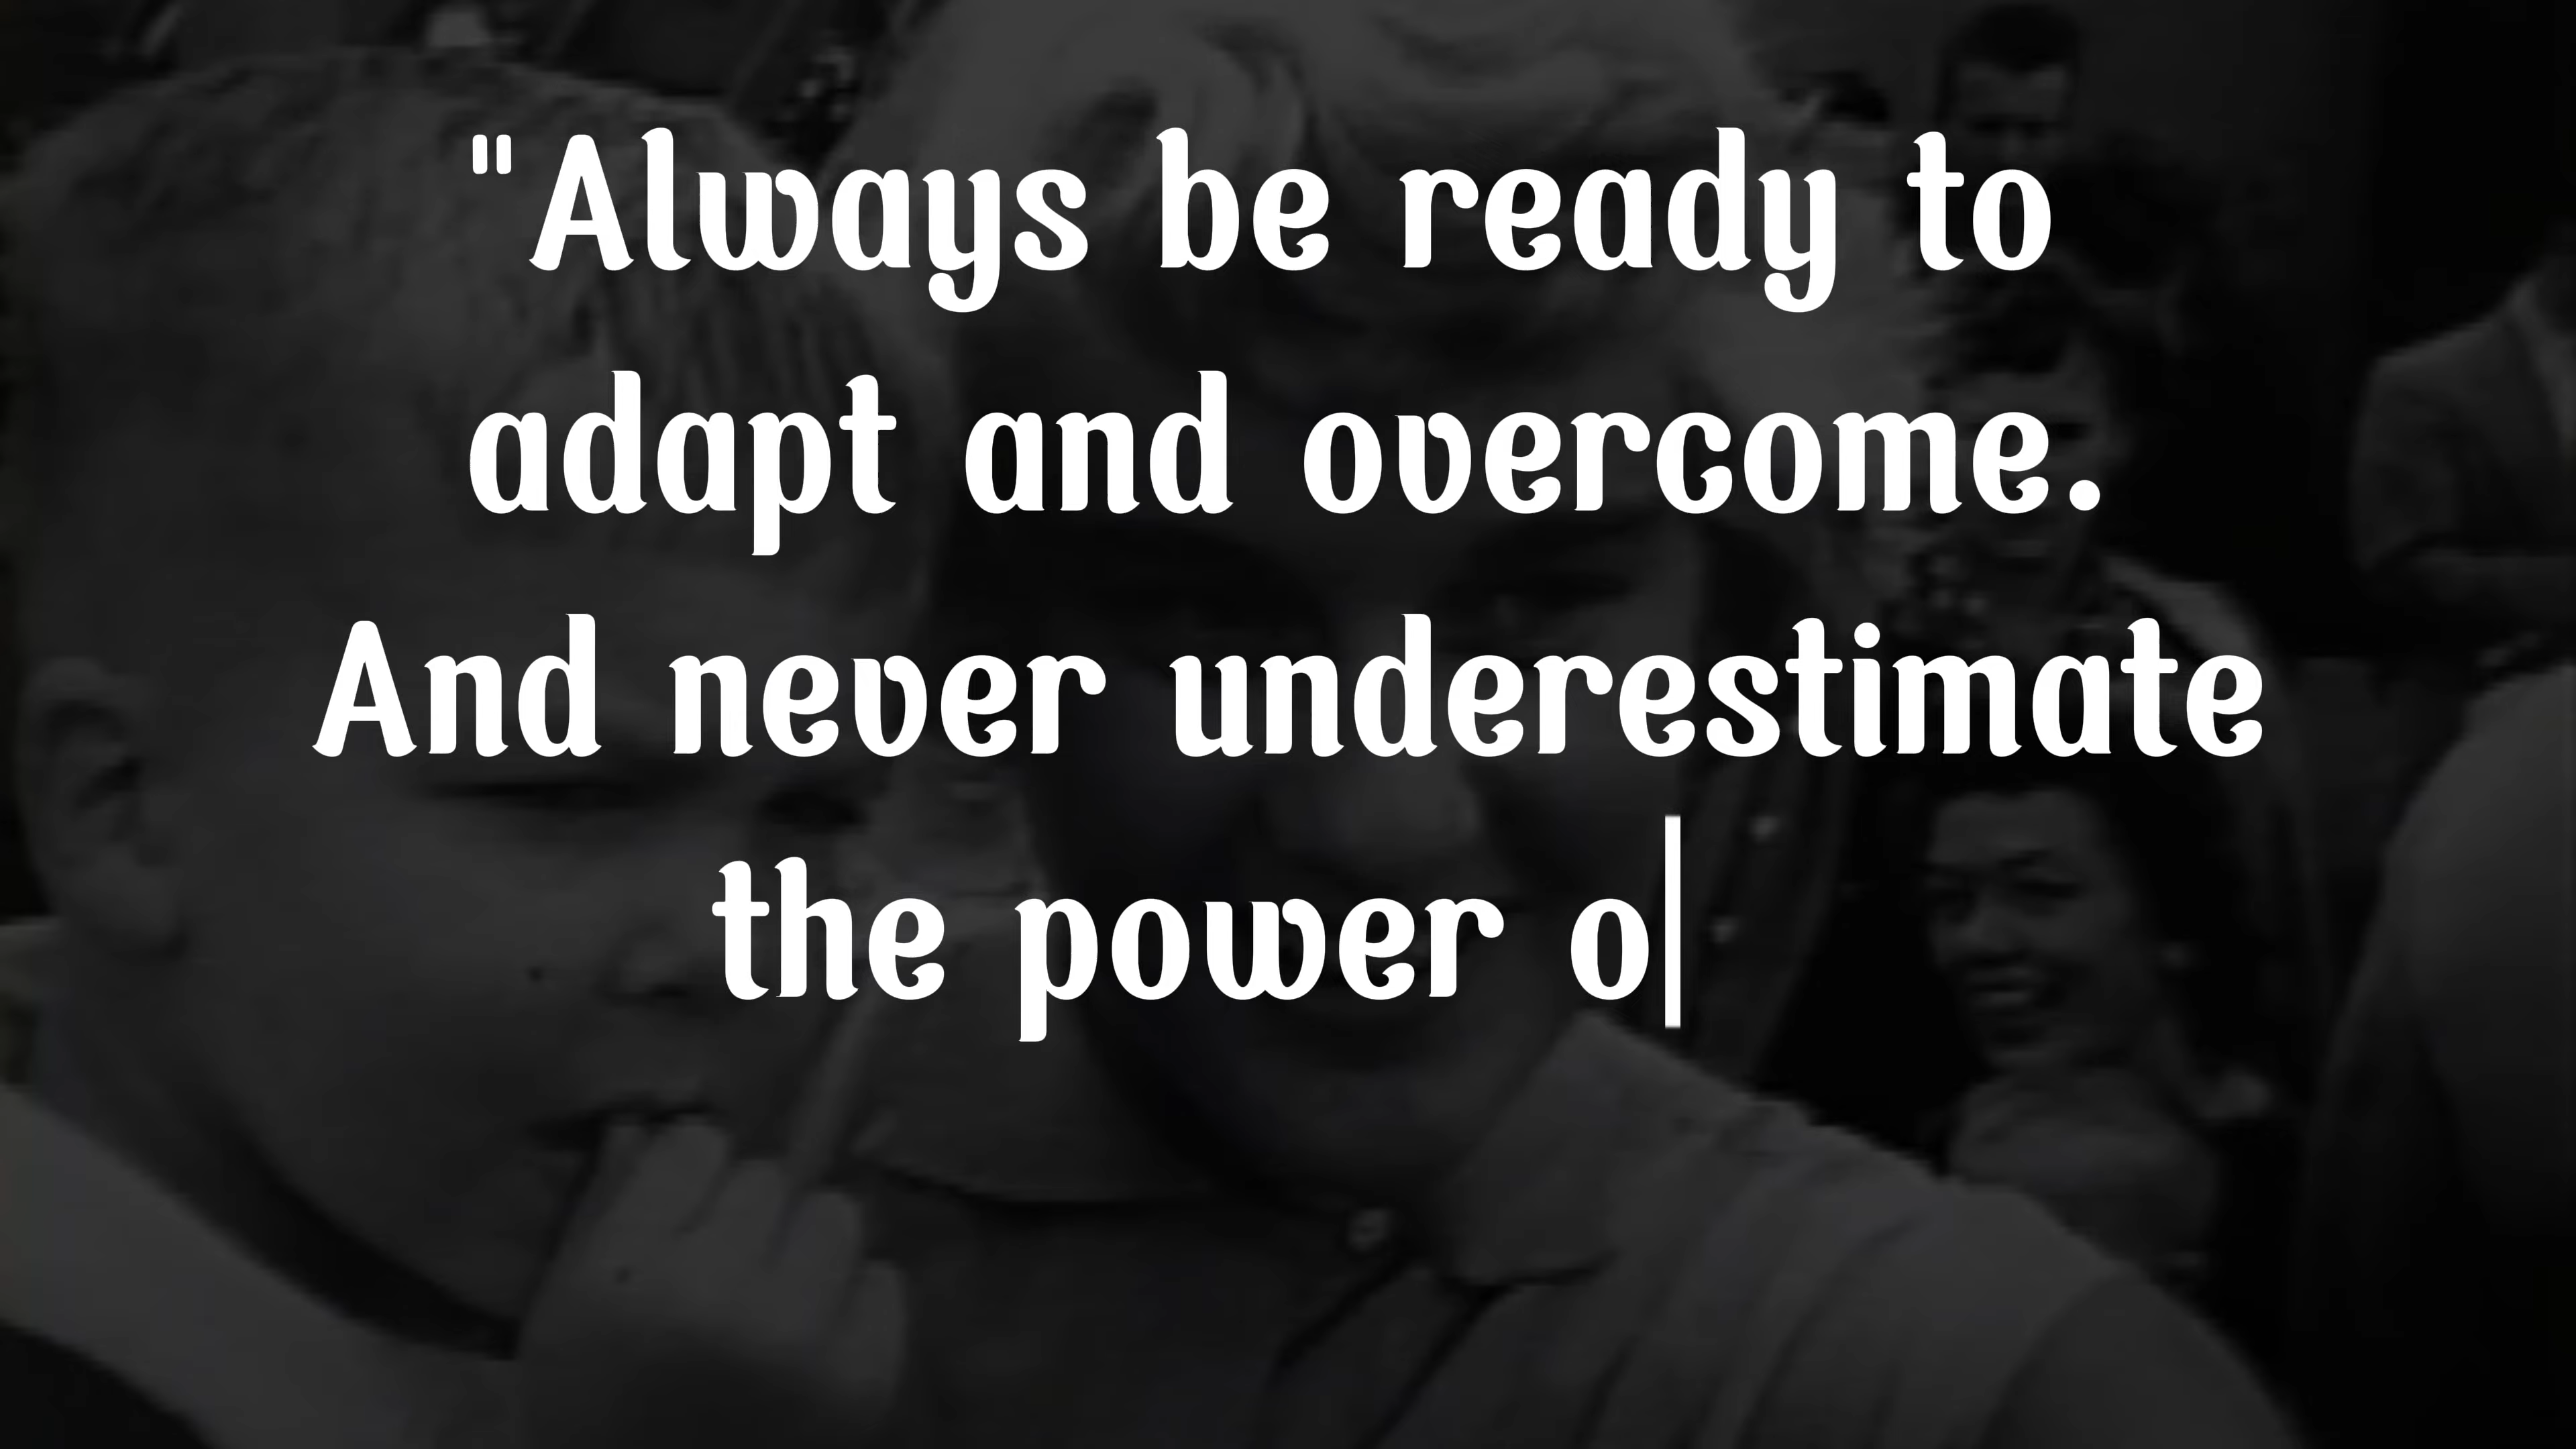 "Always be ready to
adapt and overcome.
And never underestimate
the power o